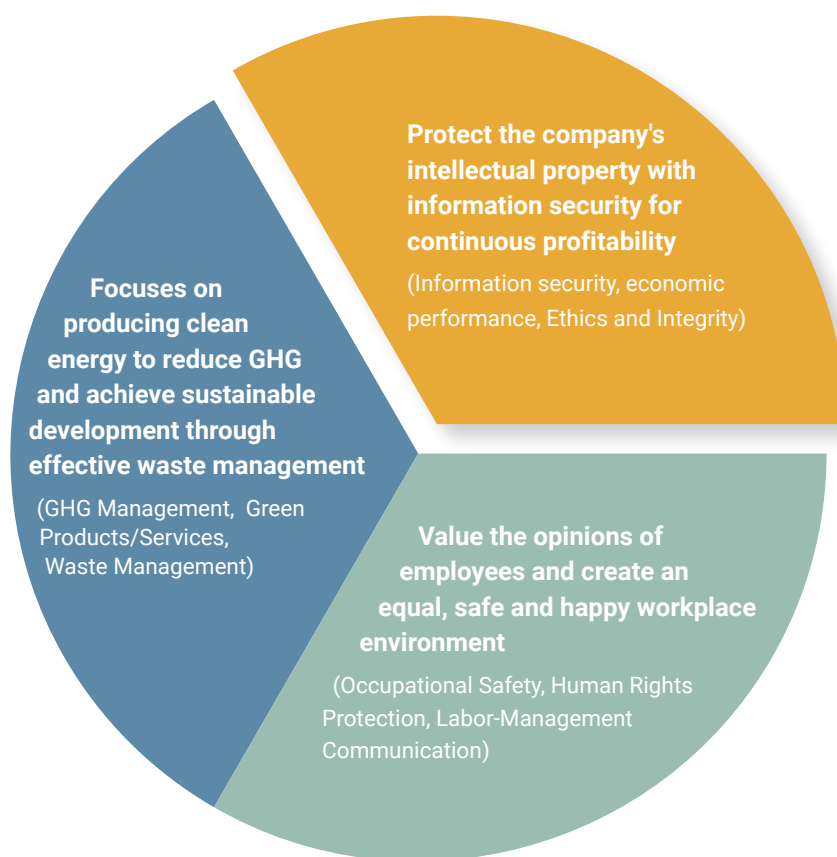 Protect the company's
intellectual property with
information security for
continuous profitability
(Information security, economic
performance, Ethics and Integrity)
Focuses on
producing clean
energy to reduce GHG
and achieve sustainable
development through
effective waste management
(GHG Management, Green
Products/Services,
Waste Management)
Value the opinions of
employees and create an
equal, safe and happy workplace
environment
(Occupational Safety, Human Rights
Protection, Labor-Management
Communication)